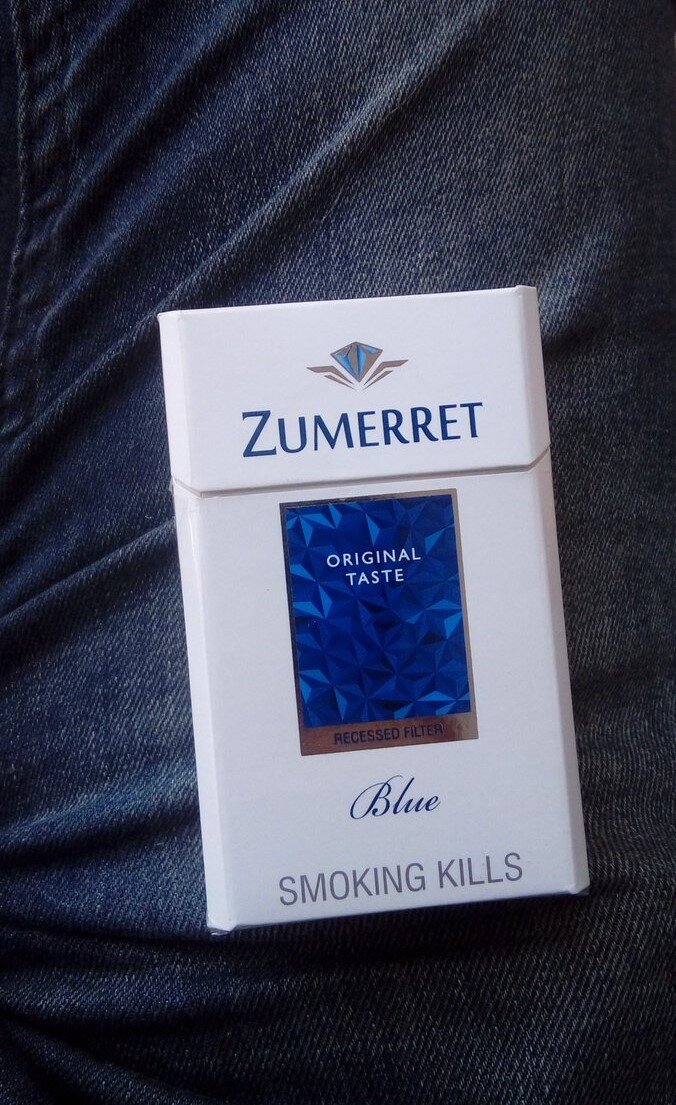 ZUMERRET
ORIGINAL
TASTE
RECESSED FILTER
Blue
SMOKING KILLS